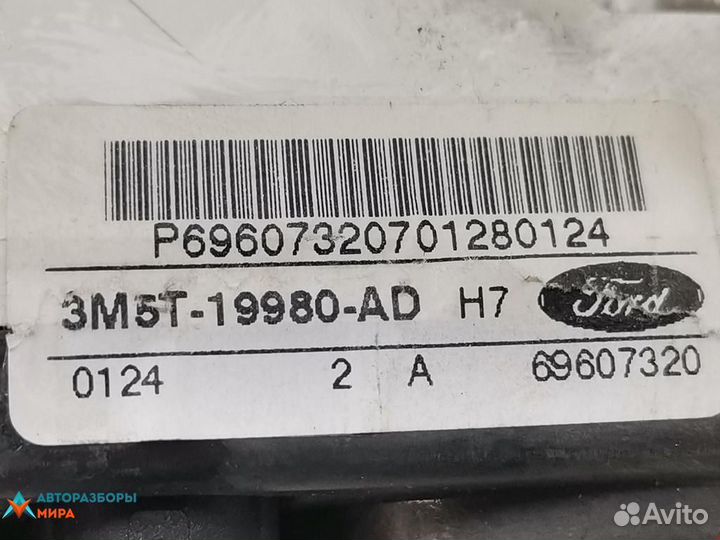 P69607320701280124
3M5T-19980-AD H7 Ford
0124 2 A 69607320
АВТОРАЗБОРЫ
МИРА
Avito